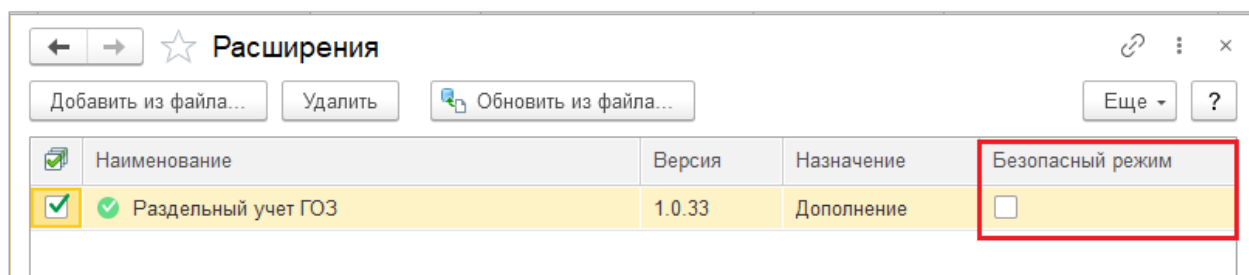 Расширения
Добавить из файла... Удалить Обновить из файла... Еще ?
Наименование Версия Назначение Безопасный режим
Раздельный учет ГОЗ 1.0.33 Дополнение